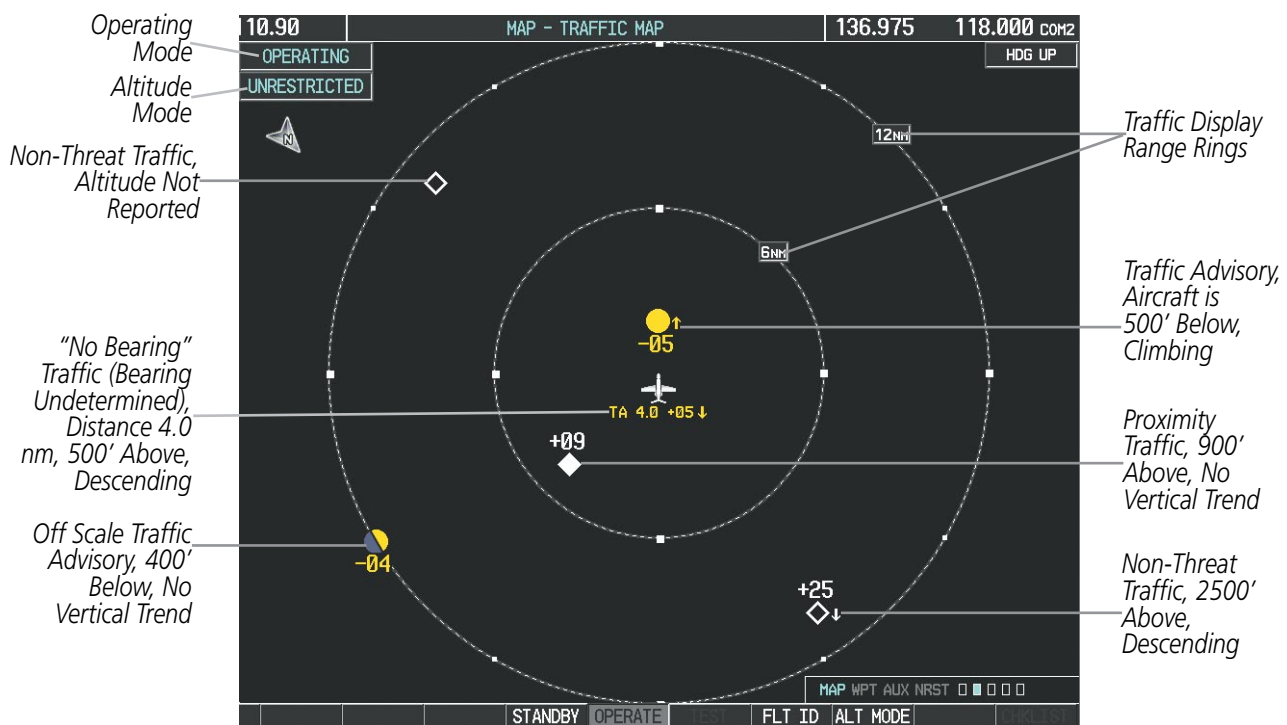 Operating
Mode
Altitude
Mode
Non-Threat Traffic,
Altitude Not
Reported
“No Bearing”
Traffic (Bearing
Undetermined),
Distance 4.0
nm, 500’ Above,
Descending
Off Scale Traffic
Advisory, 400’
Below, No
Vertical Trend
110.90 MAP – TRAFFIC MAP 136.975 118.000 COM2
OPERATING
HDG UP
UNRESTRICTED
N
12NM
6NM
↑
-05
TA 4.0 +05↓
+09
-04
+25
↓
MAP WPT AUX NRST
STANDBY OPERATE TEST FLT ID ALT MODE CHKLIST
Traffic Display
Range Rings
Traffic Advisory,
Aircraft is
500’ Below,
Climbing
Proximity
Traffic, 900’
Above, No
Vertical Trend
Non-Threat
Traffic, 2500’
Above,
Descending